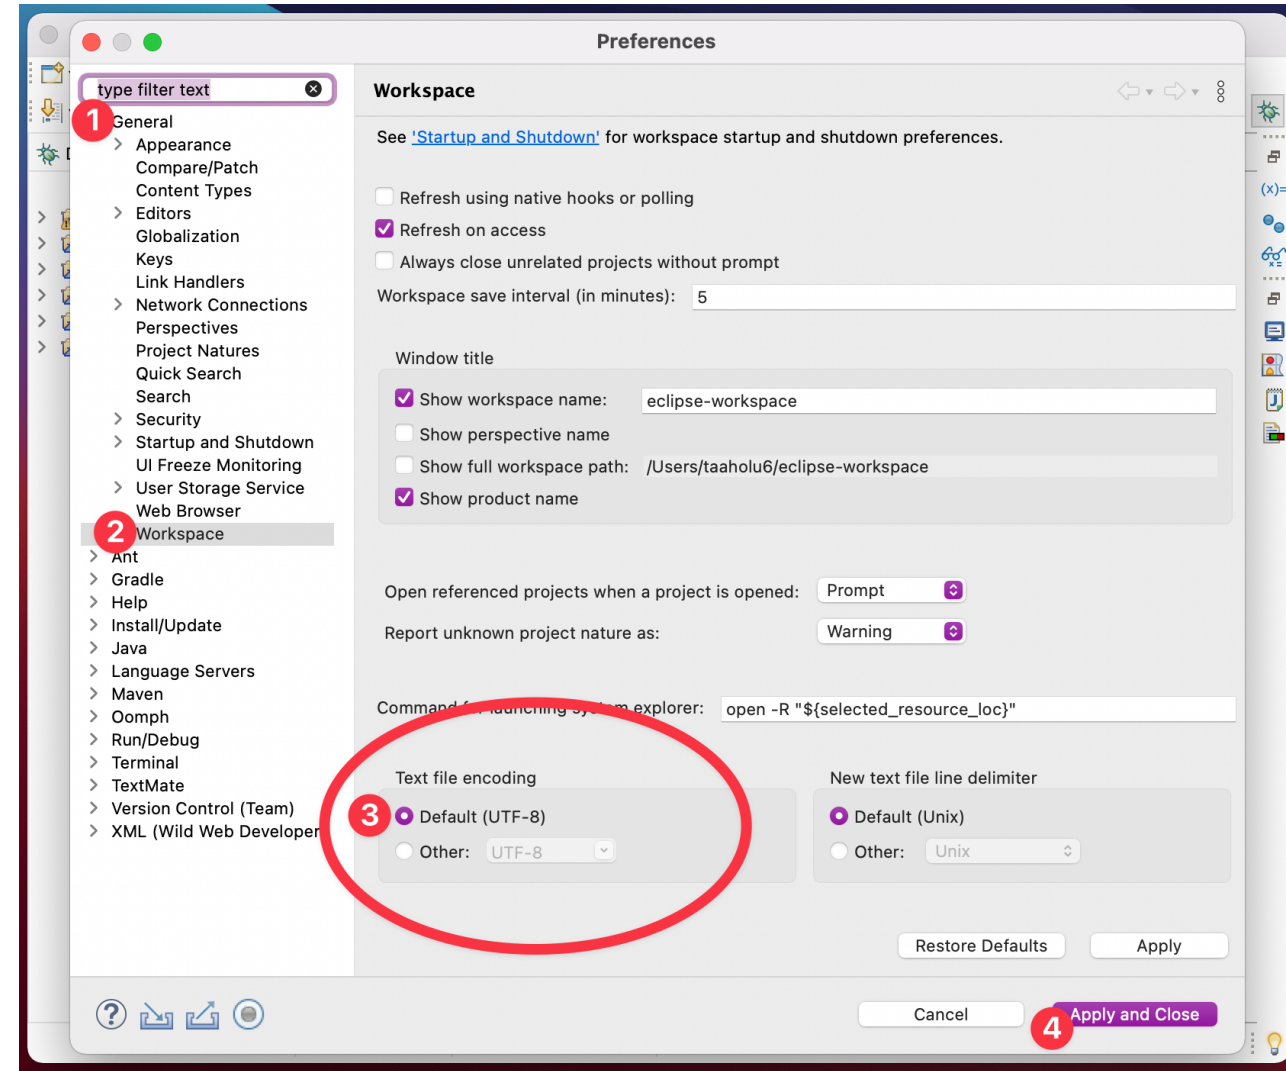 Preferences
type filter text
1
General
Appearance
Compare/Patch
Content Types
Editors
Globalization
Keys
Link Handlers
Network Connections
Perspectives
Project Natures
Quick Search
Search
Security
Startup and Shutdown
UI Freeze Monitoring
User Storage Service
Web Browser
2
Workspace
Ant
Gradle
Help
Install/Update
Java
Language Servers
Maven
Oomph
Run/Debug
Terminal
TextMate
Version Control (Team)
XML (Wild Web Developer
Workspace
See 'Startup and Shutdown' for workspace startup and shutdown preferences.
Refresh using native hooks or polling
Refresh on access
Always close unrelated projects without prompt
Workspace save interval (in minutes): 5
Window title
Show workspace name: eclipse-workspace
Show perspective name
Show full workspace path: /Users/taaholu6/eclipse-workspace
Show product name
Open referenced projects when a project is opened: Prompt
Report unknown project nature as: Warning
Command for launching system explorer: open -R "${selected_resource_loc}"
Text file encoding
3 Default (UTF-8)
Other: UTF-8
New text file line delimiter
Default (Unix)
Other: Unix
Restore Defaults Apply
? Cancel 4 Apply and Close
(x)=